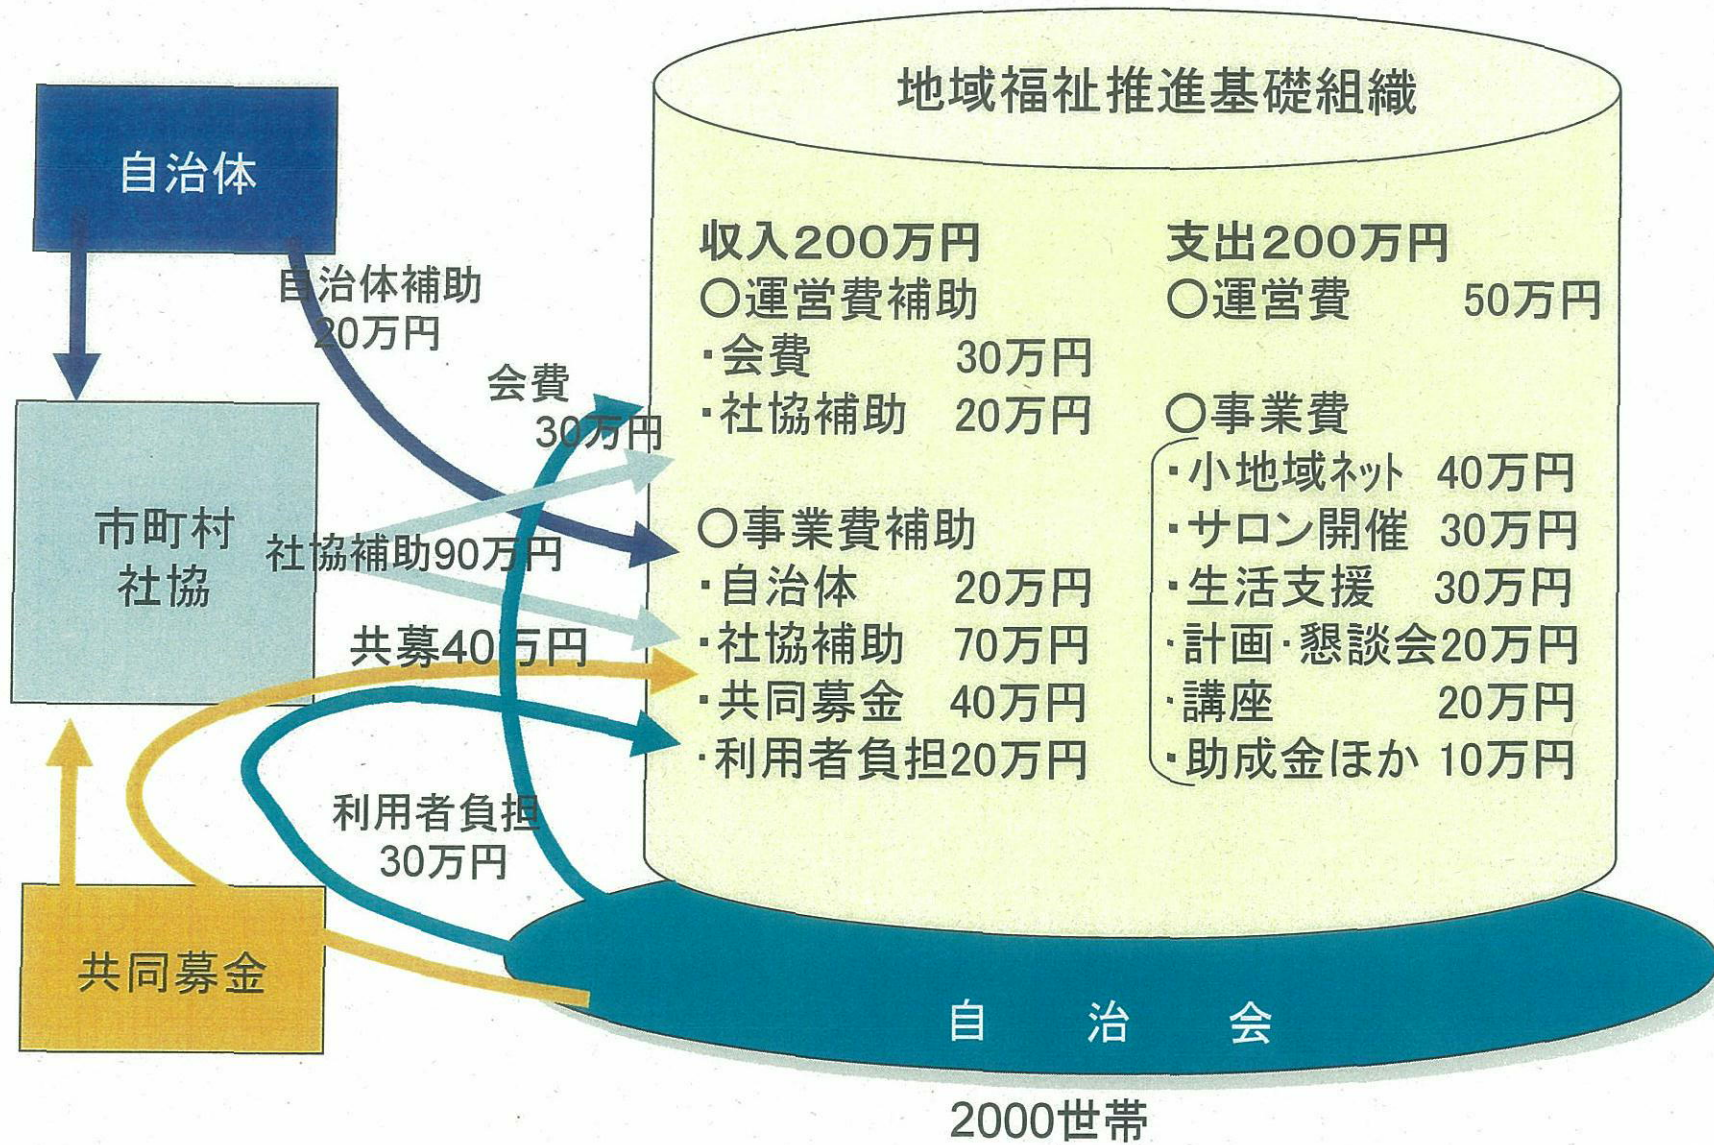 地域福祉推進基礎組織
自治体
自治体補助
20万円
会費
30万円
市町村
社協
社協補助90万円
共募40万円
利用者負担
30万円
共同募金
収入200万円
○運営費補助
・会費 30万円
・社協補助 20万円
○事業費補助
・自治体 20万円
・社協補助 70万円
・共同募金 40万円
・利用者負担20万円
支出200万円
○運営費 50万円
○事業費
・小地域ネット 40万円
・サロン開催 30万円
・生活支援 30万円
・計画・懇談会20万円
・講座 20万円
・助成金ほか 10万円
自 治 会
2000世帯